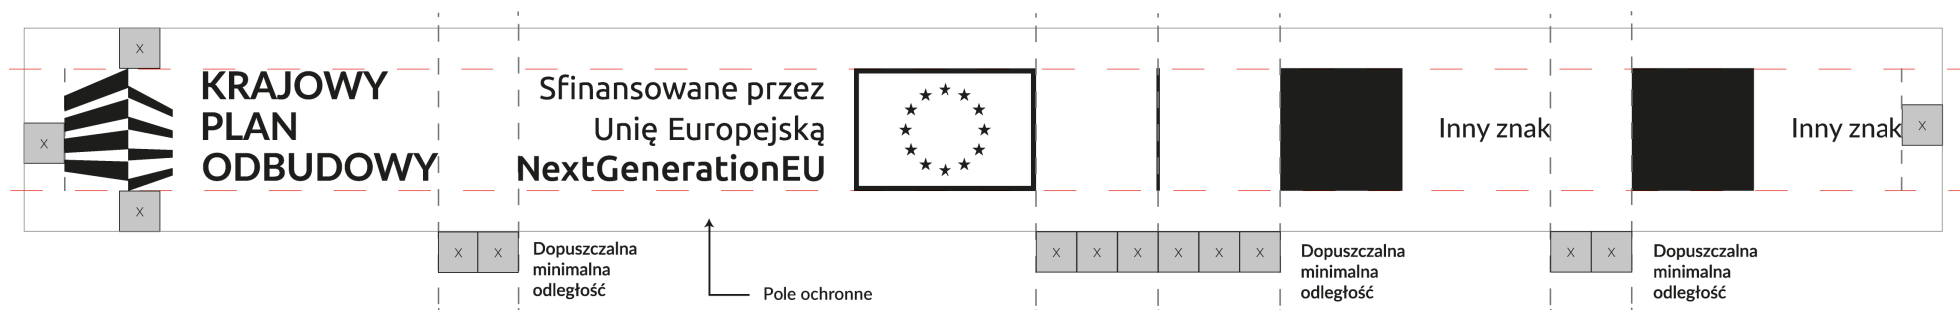 X
KRAJOWY
PLAN
ODBUDOWY
X
X
Sfinansowane przez
Unię Europejską
NextGenerationEU
Inny znak
Inny znak
X
X X
Dopuszczalna
minimalna
odległość
Pole ochronne
X X X X X X
Dopuszczalna
minimalna
odległość
X X
Dopuszczalna
minimalna
odległość